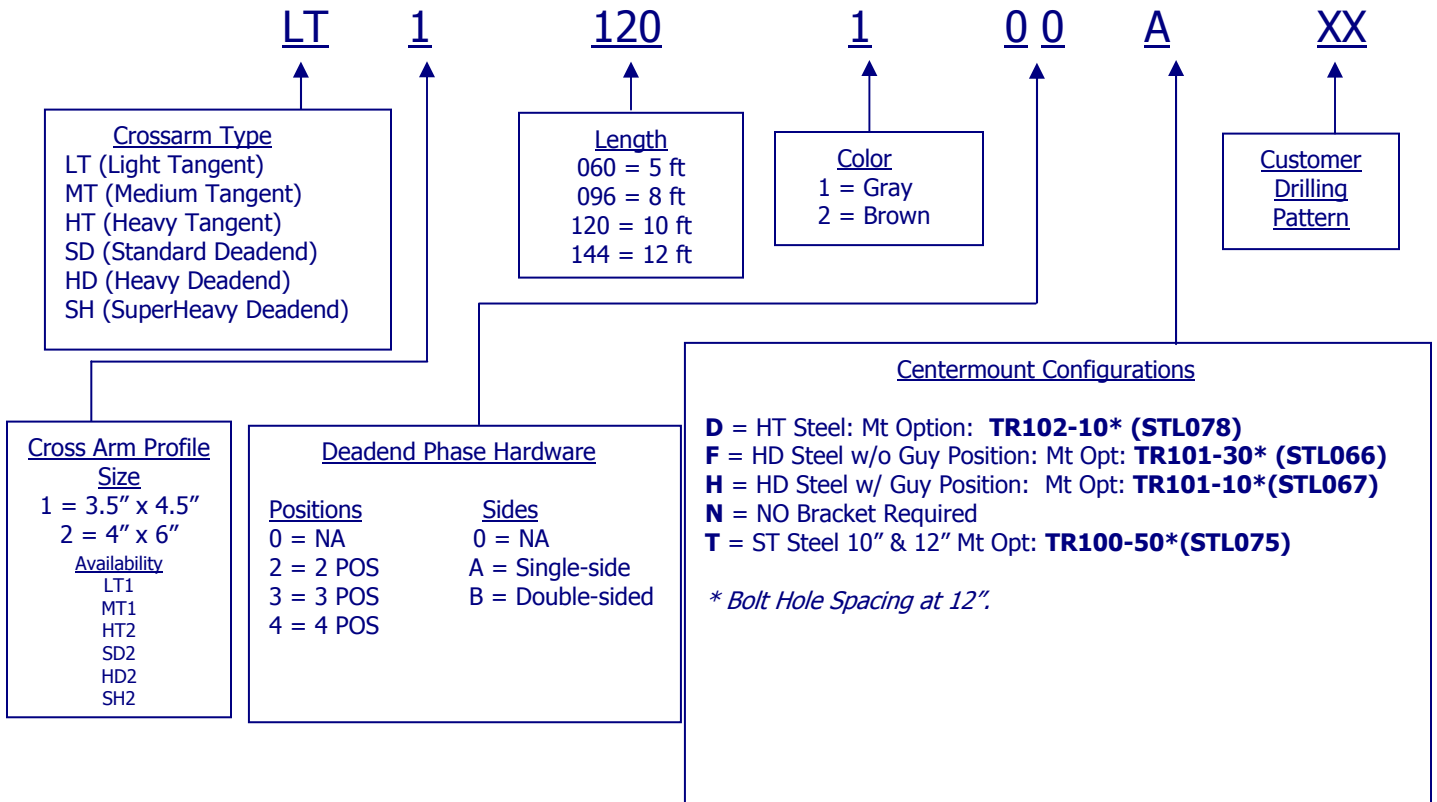 LT 1 120 1 0 0 A XX
Crossarm Type
LT (Light Tangent)
MT (Medium Tangent)
HT (Heavy Tangent)
SD (Standard Deadend)
HD (Heavy Deadend)
SH (SuperHeavy Deadend)
Length
060 = 5 ft
096 = 8 ft
120 = 10 ft
144 = 12 ft
Color
1 = Gray
2 = Brown
Customer
Drilling
Pattern
Cross Arm Profile
Size
1 = 3.5” x 4.5”
2 = 4” x 6”
Availability
LT1
MT1
HT2
SD2
HD2
SH2
Deadend Phase Hardware
Positions Sides
0 = NA 0 = NA
2 = 2 POS A = Single-side
3 = 3 POS B = Double-sided
4 = 4 POS
Centermount Configurations
D = HT Steel: Mt Option: TR102-10* (STL078)
F = HD Steel w/o Guy Position: Mt Opt: TR101-30* (STL066)
H = HD Steel w/ Guy Position: Mt Opt: TR101-10*(STL067)
N = NO Bracket Required
T = ST Steel 10” & 12” Mt Opt: TR100-50*(STL075)
* Bolt Hole Spacing at 12”.